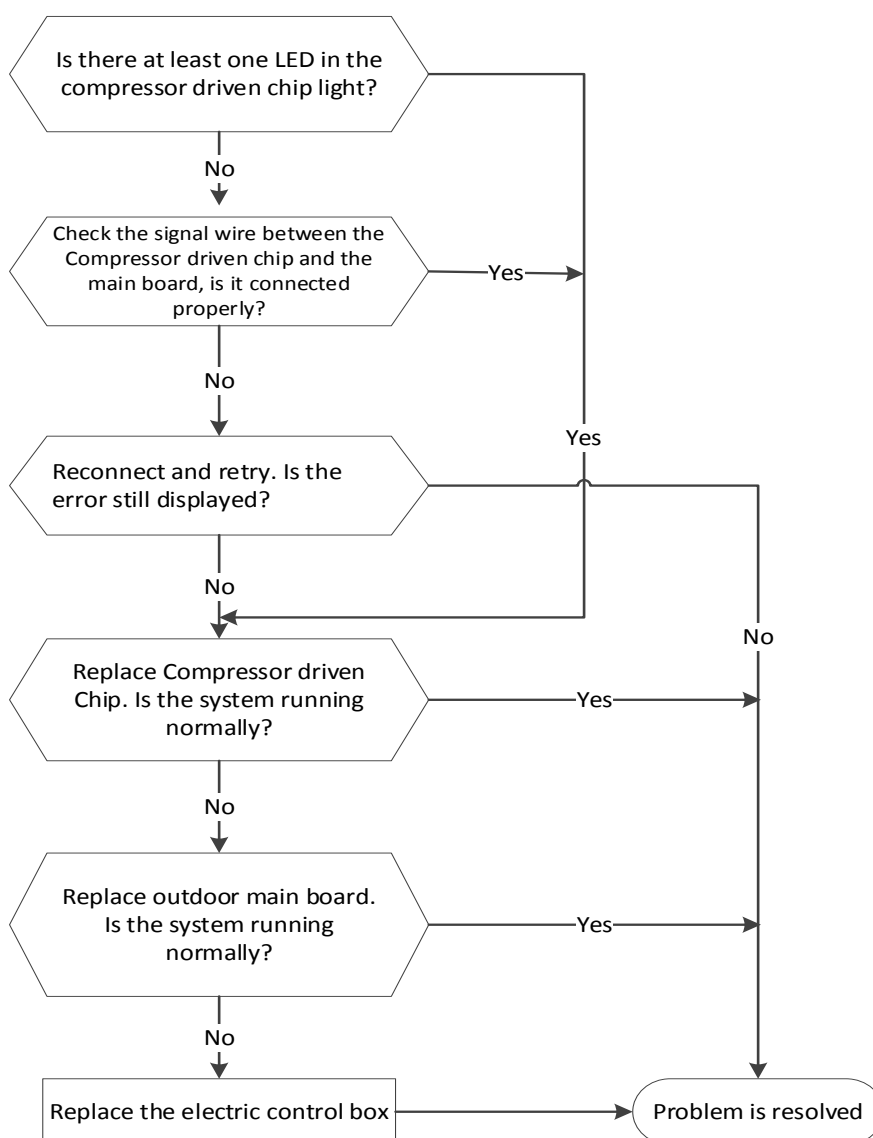 Is there at least one LED in the
compressor driven chip light?
No
Check the signal wire between the
Compressor driven chip and the
main board, is it connected
properly?
Yes
No
Yes
Reconnect and retry. Is the
error still displayed?
No
No
Replace Compressor driven
Chip. Is the system running
normally?
Yes
No
Replace outdoor main board.
Is the system running
normally?
Yes
No
Replace the electric control box
Problem is resolved